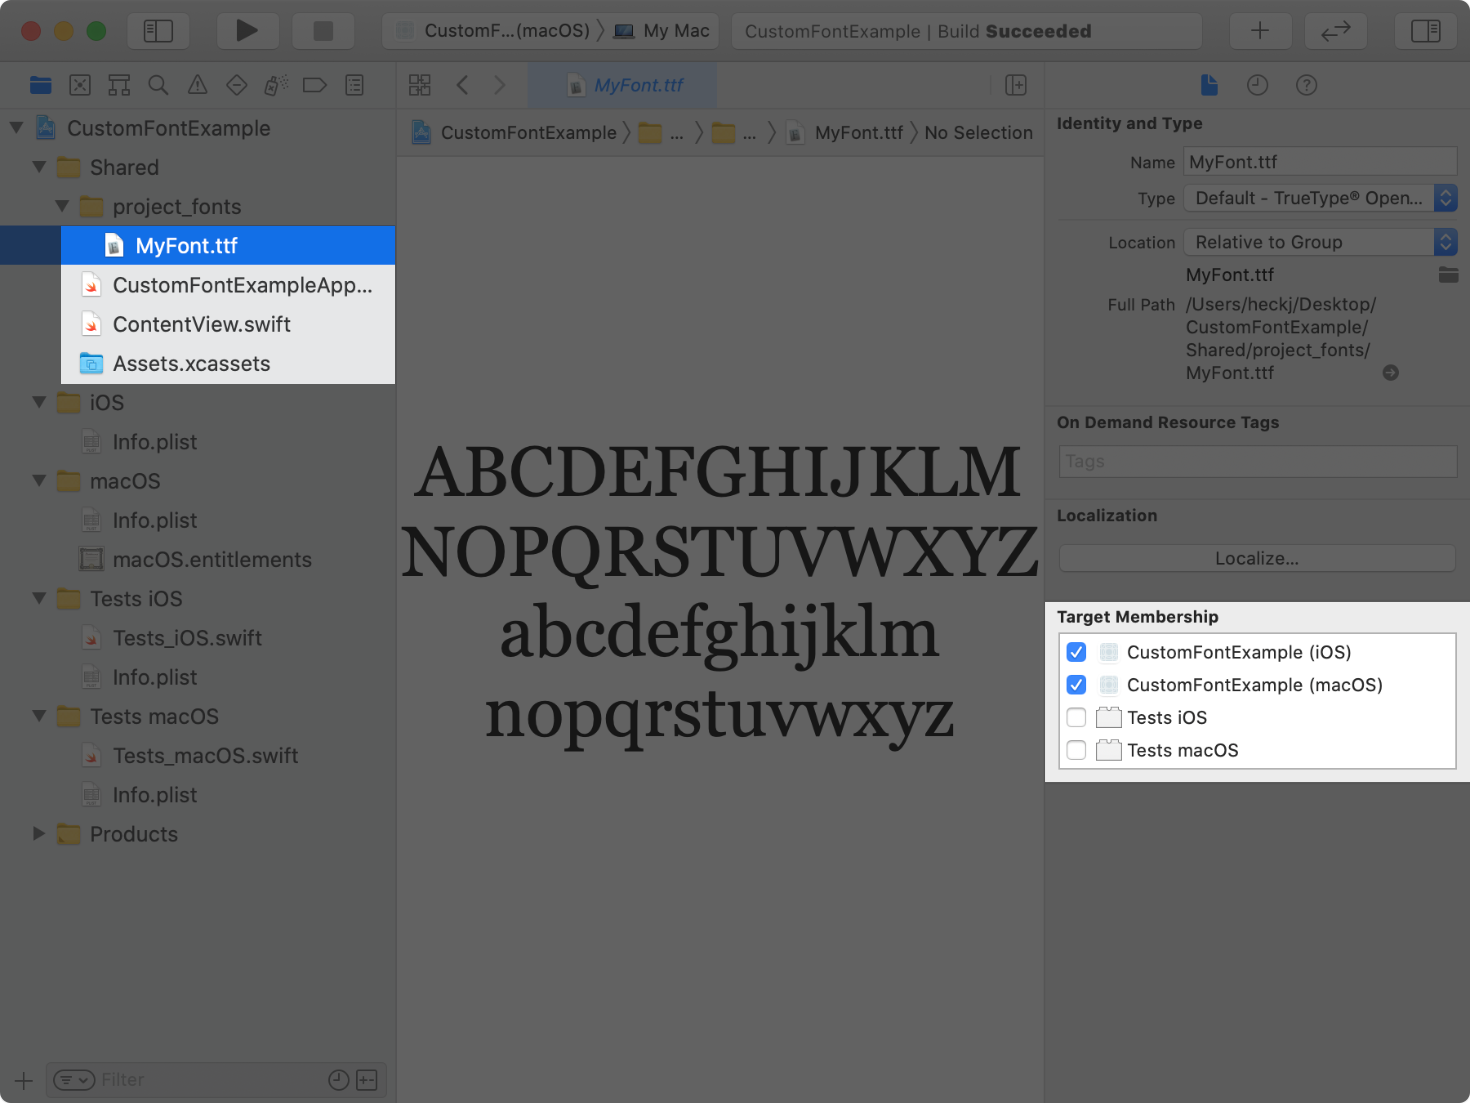 CustomF...(macOS) My Mac
CustomFontExample | Build Succeeded
MyFont.ttf
CustomFontExample
Shared
project_fonts
MyFont.ttf
CustomFontExampleApp...
ContentView.swift
Assets.xcassets
iOS
Info.plist
macOS
Info.plist
macOS.entitlements
Tests iOS
Tests_iOS.swift
Info.plist
Tests macOS
Tests_macOS.swift
Info.plist
Products
Filter
CustomFontExample ... ... MyFont.ttf No Selection
ABCDEFGHIJKLM
NOPQRSTUVWXYZ
abcdefghijklm
nopqrstuvwxyz
Identity and Type
Name MyFont.ttf
Type Default - TrueType® Open...
Location Relative to Group
MyFont.ttf
Full Path /Users/heckj/Desktop/
CustomFontExample/
Shared/project_fonts/
MyFont.ttf
On Demand Resource Tags
Tags
Localization
Localize...
Target Membership
CustomFontExample (iOS)
CustomFontExample (macOS)
Tests iOS
Tests macOS